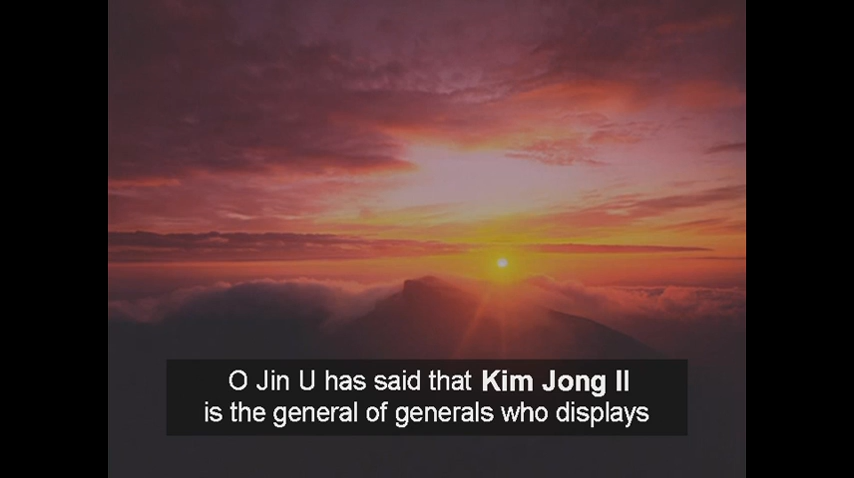 O Jin U has said that Kim Jong Il
is the general of generals who displays